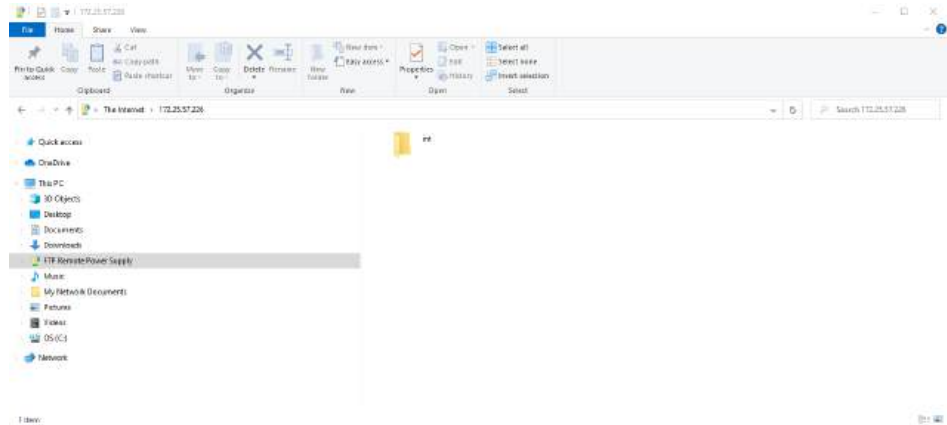 172.25.57.226
File Home Share View
Pin to Quick access
Copy
Paste
Cut
Copy path
Paste shortcut
Move to
Copy to
Delete
Rename
New folder
New item
Easy access
Properties
Open
Edit
History
Select all
Select none
Invert selection
Clipboard
Organize
New
Open
Select
The Internet 172.25.57.226
Search 172.25.57.226
Quick access
OneDrive
This PC
3D Objects
Desktop
Documents
Downloads
FTP Remote Power Supply
Music
My Network Documents
Pictures
Videos
OS (C:)
Network
int
1 item